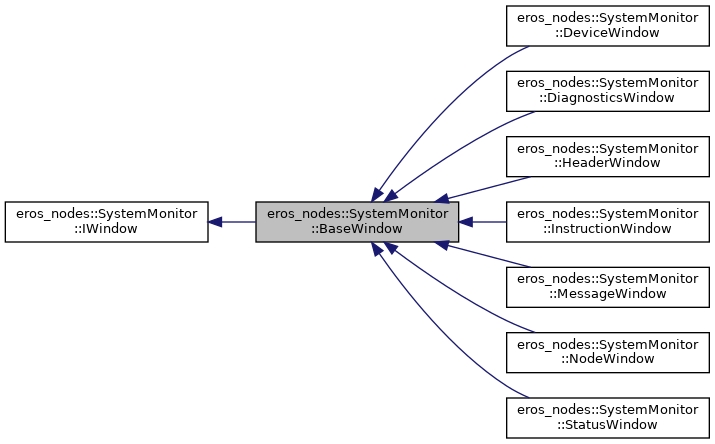 eros_nodes::SystemMonitor
::IWindow
eros_nodes::SystemMonitor
::BaseWindow
eros_nodes::SystemMonitor
::DeviceWindow
eros_nodes::SystemMonitor
::DiagnosticsWindow
eros_nodes::SystemMonitor
::HeaderWindow
eros_nodes::SystemMonitor
::InstructionWindow
eros_nodes::SystemMonitor
::MessageWindow
eros_nodes::SystemMonitor
::NodeWindow
eros_nodes::SystemMonitor
::StatusWindow